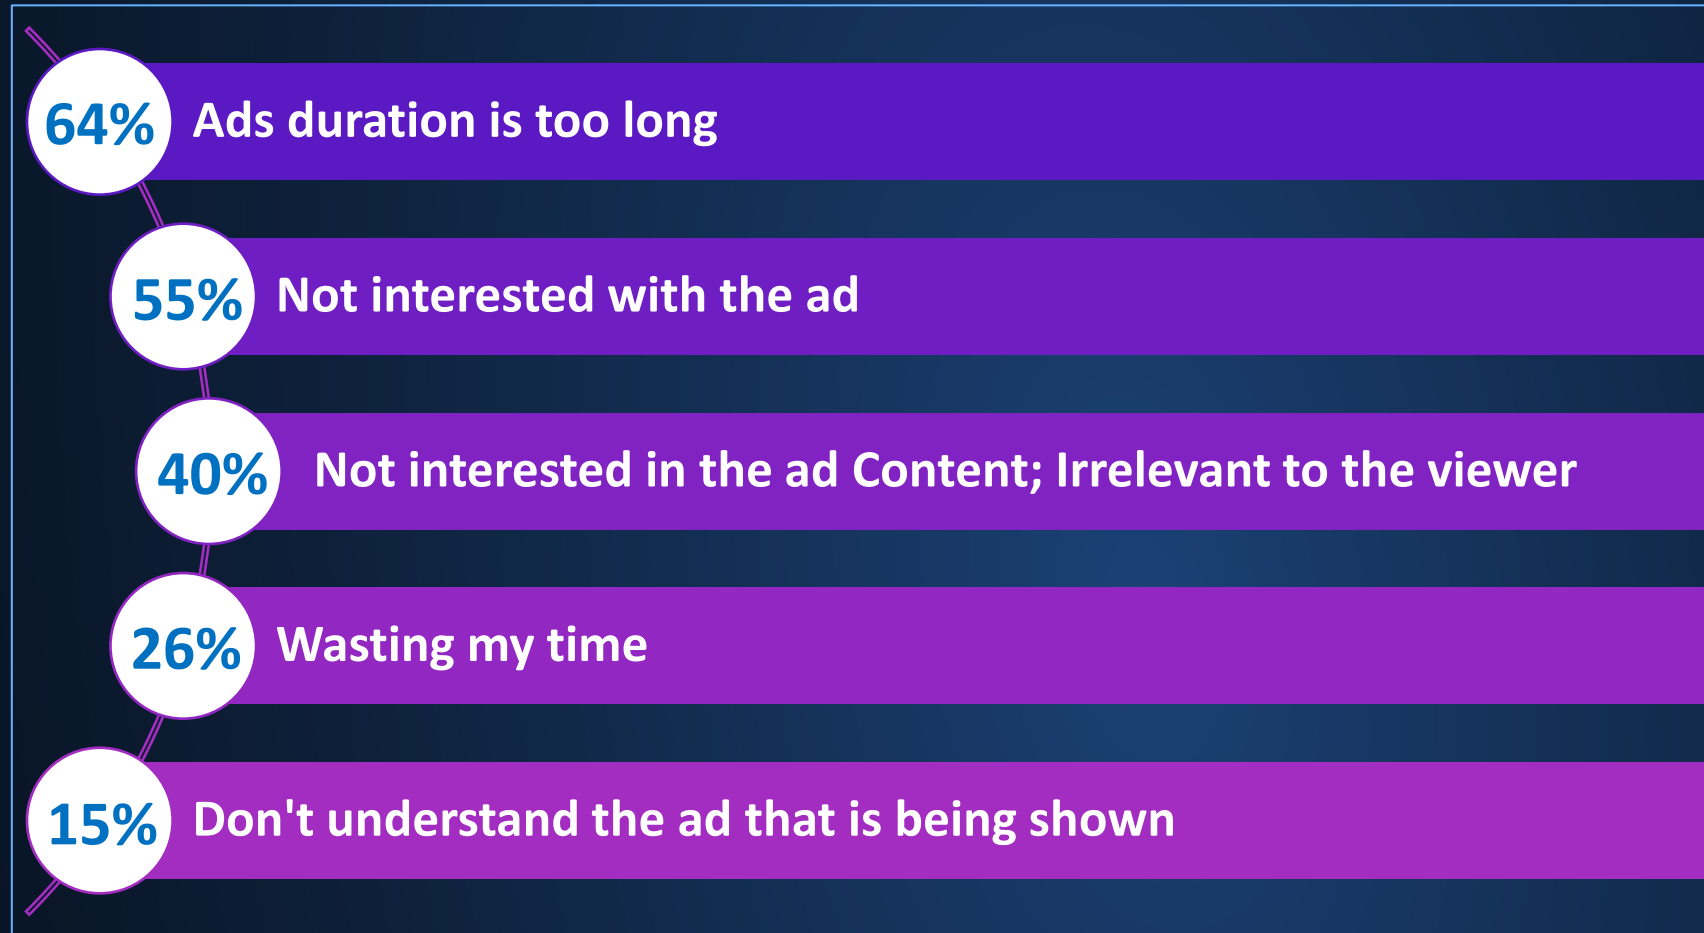 64% Ads duration is too long
55% Not interested with the ad
40% Not interested in the ad Content; Irrelevant to the viewer
26% Wasting my time
15% Don't understand the ad that is being shown